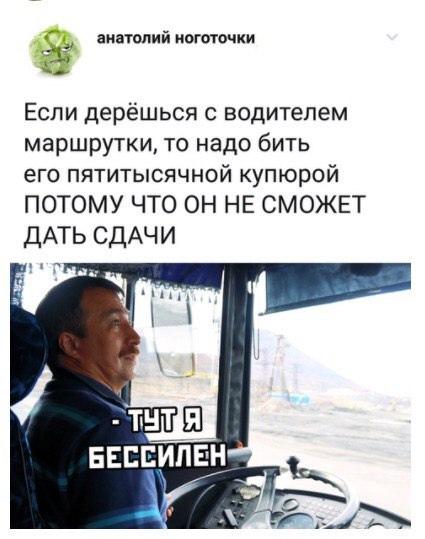 анатолий ноготочки
Если дерёшься с водителем
маршрутки, то надо бить
его пятитысячной купюрой
ПОТОМУ ЧТО ОН НЕ СМОЖЕТ
ДАТЬ СДАЧИ
- ТУТ Я
БЕССИЛЕН